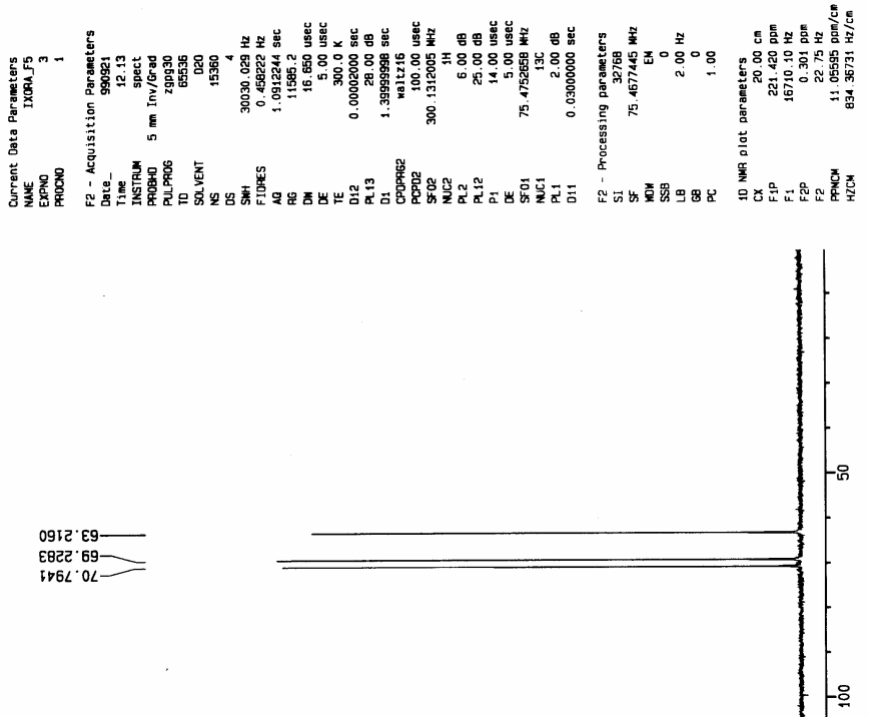 Current Data Parameters
NAME IXORA_F5
EXPNO 3
PROCNO 1
F2 - Acquisition Parameters
Date_ 990921
Time 12.13
INSTRUM spect
PROBHD 5 mm Inv/Grad
PULPROG zgpg30
TD 65536
SOLVENT D2O
NS 15360
DS 4
SWH 30030.029 Hz
FIDRES 0.458222 Hz
AQ 1.0912244 sec
RG 11585.2
DW 16.650 usec
DE 5.00 usec
TE 300.0 K
D12 0.00002000 sec
PL13 28.00 dB
D1 1.39999998 sec
CPDPRG2 waltz16
PCPD2 100.00 usec
SFO2 300.1312005 MHz
NUC2 1H
PL2 6.00 dB
PL12 25.00 dB
P1 14.00 usec
DE 5.00 usec
SFO1 75.4752658 MHz
NUC1 13C
PL1 2.00 dB
D11 0.03000000 sec
F2 - Processing parameters
SI 32768
SF 75.4677445 MHz
WDW EM
SSB 0
LB 2.00 Hz
GB 0
PC 1.00
1D NMR plot parameters
CX 20.00 cm
F1P 221.420 ppm
F1 16710.10 Hz
F2P 0.301 ppm
F2 22.75 Hz
PPMCM 11.05595 ppm/cm
HZCM 834.36731 Hz/cm
63.2160
69.2283
70.7941
50
100